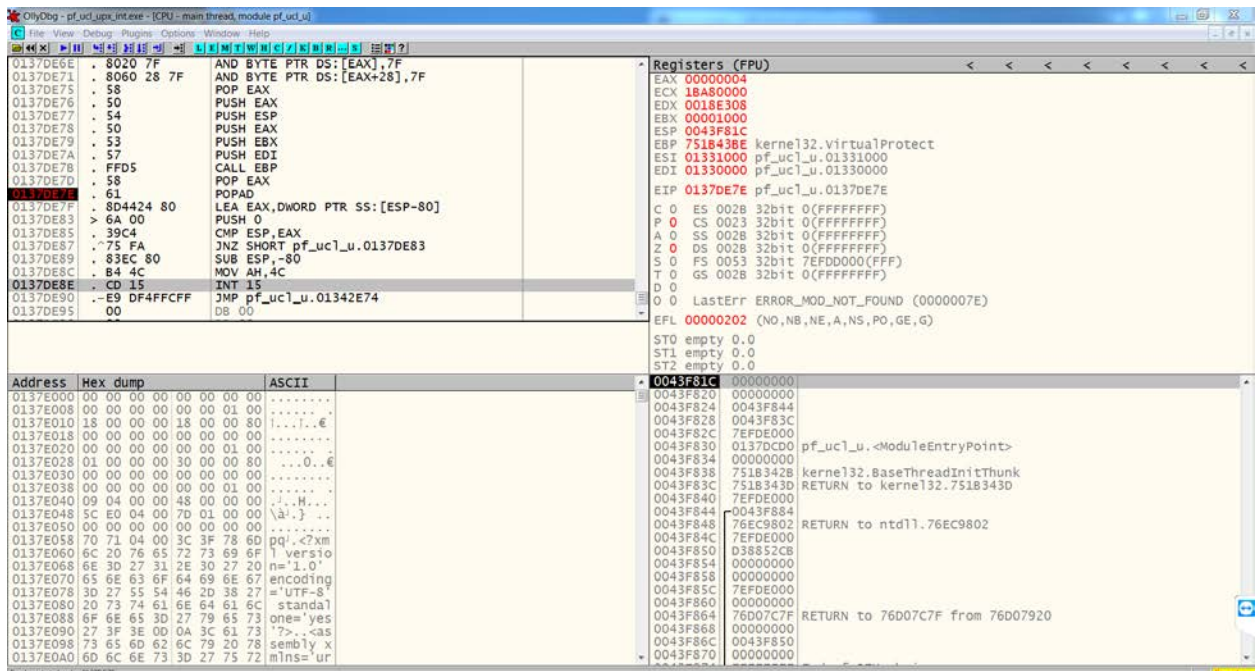 OllyDbg - pf_ucl_upx_int.exe - [CPU - main thread, module pf_ucl_u]
File View Debug Plugins Options Window Help
L E M T W H C / K B R ... S
0137DE6E . 8020 7F AND BYTE PTR DS:[EAX],7F
0137DE71 . 8060 28 7F AND BYTE PTR DS:[EAX+28],7F
0137DE75 . 58 POP EAX
0137DE76 . 50 PUSH EAX
0137DE77 . 54 PUSH ESP
0137DE78 . 50 PUSH EAX
0137DE79 . 53 PUSH EBX
0137DE7A . 57 PUSH EDI
0137DE7B . FFD5 CALL EBP
0137DE7D . 58 POP EAX
0137DE7E . 61 POPAD
0137DE7F . 8D4424 80 LEA EAX,DWORD PTR SS:[ESP-80]
0137DE83 > 6A 00 PUSH 0
0137DE85 . 39C4 CMP ESP,EAX
0137DE87 .^75 FA JNZ SHORT pf_ucl_u.0137DE83
0137DE89 . 83EC 80 SUB ESP,-80
0137DE8C . B4 4C MOV AH,4C
0137DE8E . CD 15 INT 15
0137DE90 .-E9 DF4FFCFF JMP pf_ucl_u.01342E74
0137DE95 00 DB 00
Registers (FPU) < < < < < < < <
EAX 00000004
ECX 1BA80000
EDX 0018E308
EBX 00001000
ESP 0043F81C
EBP 751B43BE kernel32.VirtualProtect
ESI 01331000 pf_ucl_u.01331000
EDI 01330000 pf_ucl_u.01330000
EIP 0137DE7E pf_ucl_u.0137DE7E
C 0 ES 002B 32bit 0(FFFFFFFF)
P 0 CS 0023 32bit 0(FFFFFFFF)
A 0 SS 002B 32bit 0(FFFFFFFF)
Z 0 DS 002B 32bit 0(FFFFFFFF)
S 0 FS 0053 32bit 7EFDD000(FFF)
T 0 GS 002B 32bit 0(FFFFFFFF)
D 0
O 0 LastErr ERROR_MOD_NOT_FOUND (0000007E)
EFL 00000202 (NO,NB,NE,A,NS,PO,GE,G)
ST0 empty 0.0
ST1 empty 0.0
ST2 empty 0.0
Address Hex dump ASCII
0137E000 00 00 00 00 00 00 00 00 ........
0137E008 00 00 00 00 00 00 01 00
0137E010 18 00 00 00 18 00 00 80
0137E018 00 00 00 00 00 00 00 00 ........
0137E020 00 00 00 00 00 00 01 00
0137E028 01 00 00 00 30 00 00 80 ...0..€
0137E030 00 00 00 00 00 00 00 00 ........
0137E038 00 00 00 00 00 00 01 00
0137E040 09 04 00 00 48 00 00 00
0137E048 5C E0 04 00 7D 01 00 00
0137E050 00 00 00 00 00 00 00 00 ........
0137E058 70 71 04 00 3C 3F 78 6D
0137E060 6C 20 76 65 72 73 69 6F l versio
0137E068 6E 3D 27 31 2E 30 27 20 n='1.0'
0137E070 65 6E 63 6F 64 69 6E 67 encoding
0137E078 3D 27 55 54 46 2D 38 27 ='UTF-8'
0137E080 20 73 74 61 6E 64 61 6C standal
0137E088 6F 6E 65 3D 27 79 65 73 one='yes
0137E090 27 3F 3E 0D 0A 3C 61 73 '?>..<as
0137E098 73 65 6D 62 6C 79 20 78 sembly x
0137E0A0 6D 6C 6E 73 3D 27 75 72 mlns='ur
0043F81C 00000000
0043F820 00000000
0043F824 0043F844
0043F828 0043F83C
0043F82C 7EFDE000
0043F830 0137DCD0 pf_ucl_u.<ModuleEntryPoint>
0043F834 00000000
0043F838 751B342B kernel32.BaseThreadInitThunk
0043F83C 751B343D RETURN to kernel32.751B343D
0043F840 7EFDE000
0043F844 0043F884
0043F848 76EC9802 RETURN to ntdll.76EC9802
0043F84C 7EFDE000
0043F850 D38852CB
0043F854 00000000
0043F858 00000000
0043F85C 7EFDE000
0043F860 00000000
0043F864 76D07C7F RETURN to 76D07C7F from 76D07920
0043F868 00000000
0043F86C 0043F850
0043F870 00000000